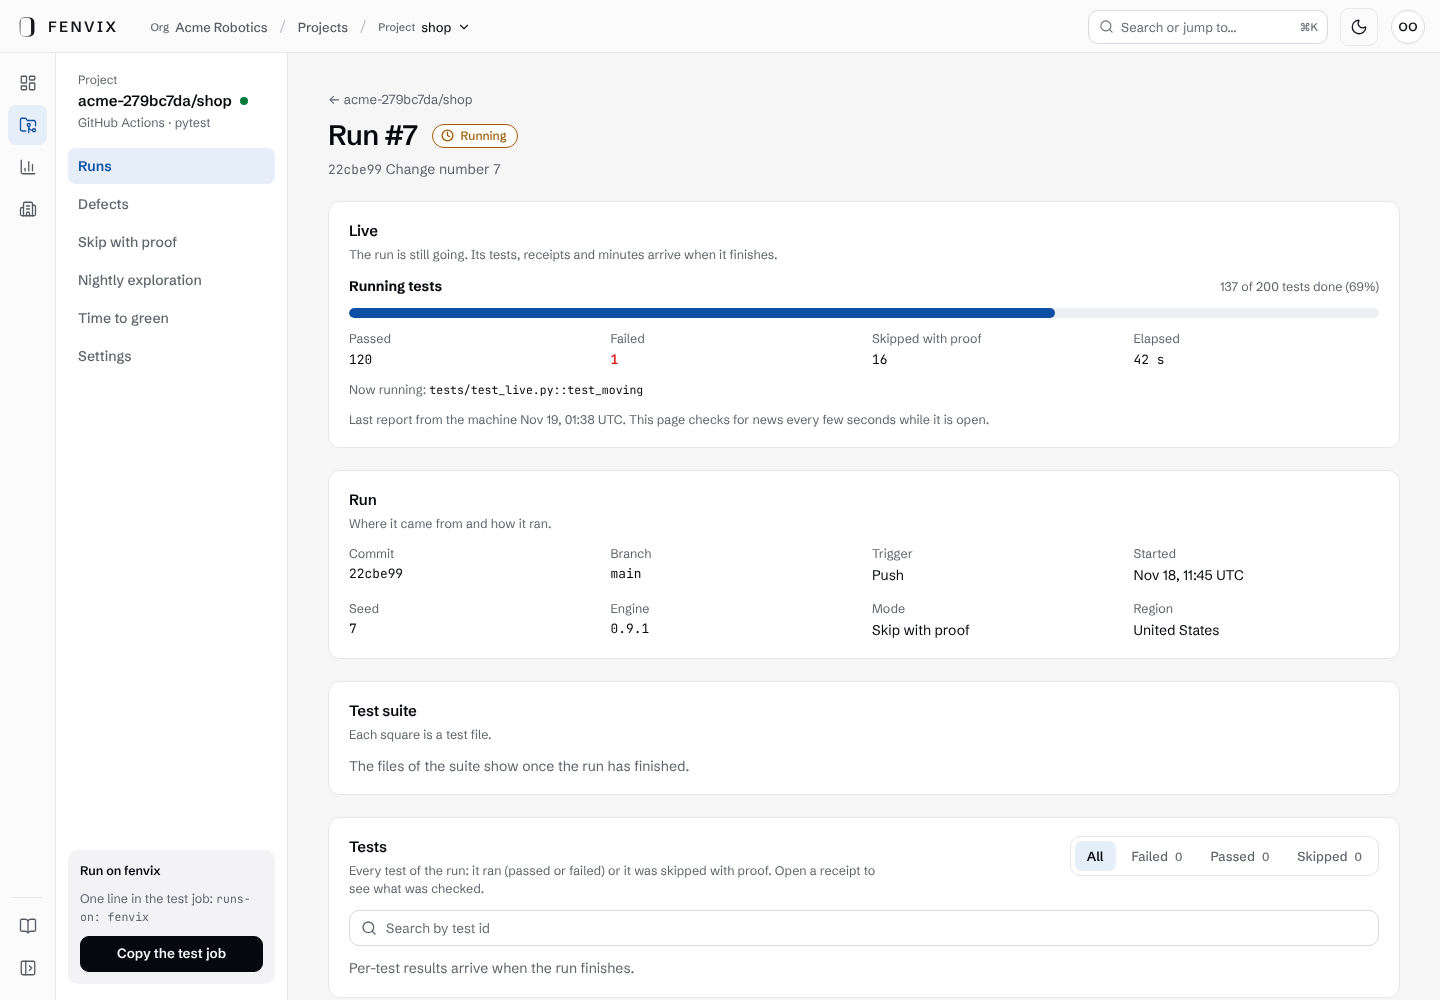 FENVIX
Org Acme Robotics / Projects / Project shop
Search or jump to... ⌘K
OO
Project
acme-279bc7da/shop
GitHub Actions · pytest
Runs
Defects
Skip with proof
Nightly exploration
Time to green
Settings
Run on fenvix
One line in the test job: runs-
on: fenvix
Copy the test job
← acme-279bc7da/shop
Run #7 Running
22cbe99 Change number 7
Live
The run is still going. Its tests, receipts and minutes arrive when it finishes.
Running tests 137 of 200 tests done (69%)
Passed Failed Skipped with proof Elapsed
120 1 16 42 s
Now running: tests/test_live.py::test_moving
Last report from the machine Nov 19, 01:38 UTC. This page checks for news every few seconds while it is open.
Run
Where it came from and how it ran.
Commit Branch Trigger Started
22cbe99 main Push Nov 18, 11:45 UTC
Seed Engine Mode Region
7 0.9.1 Skip with proof United States
Test suite
Each square is a test file.
The files of the suite show once the run has finished.
Tests
All Failed 0 Passed 0 Skipped 0
Every test of the run: it ran (passed or failed) or it was skipped with proof. Open a receipt to
see what was checked.
Search by test id
Per-test results arrive when the run finishes.